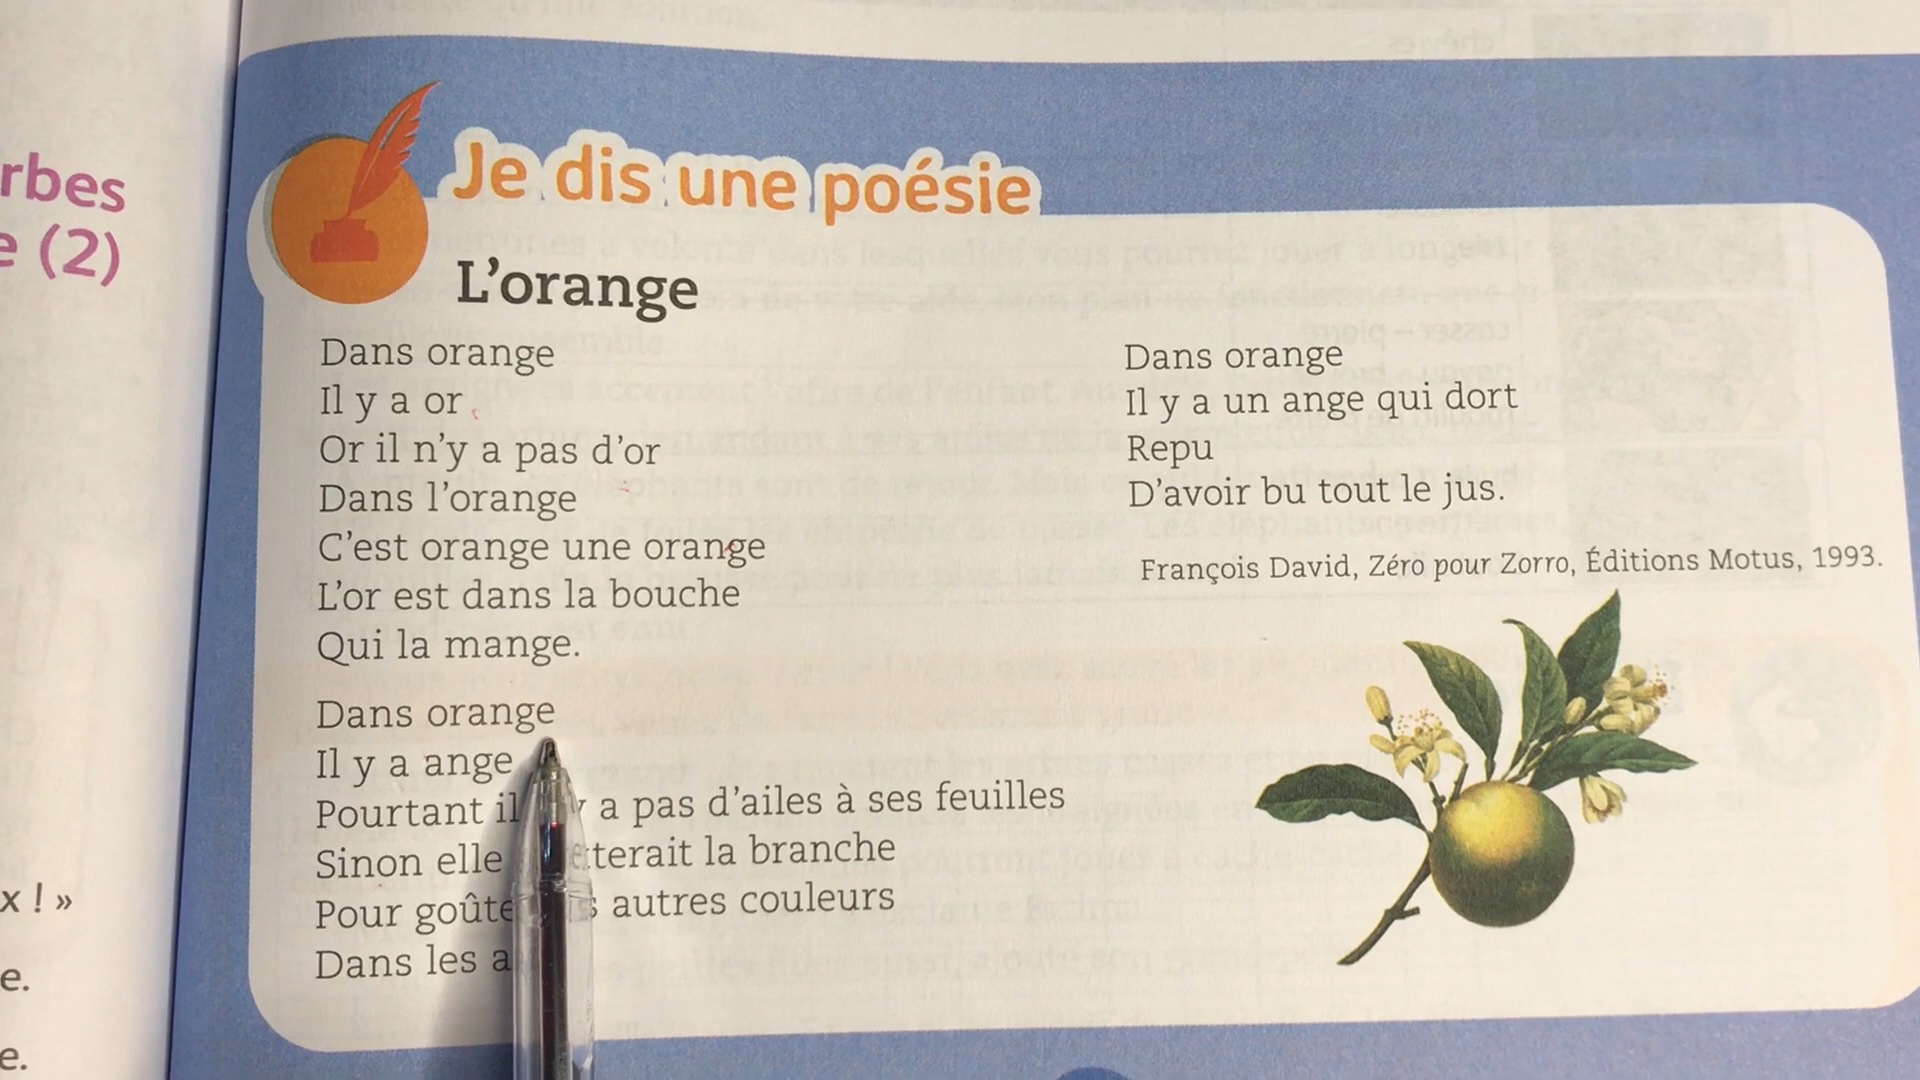 rbes
e (2)
x ! »
e.
e.
Je dis une poésie
L'orange
Dans orange
Il y a or
Or il n'y a pas d'or
Dans l'orange
C'est orange une orange
L'or est dans la bouche
Qui la mange.
Dans orange
Il y a ange
Pourtant il y a pas d'ailes à ses feuilles
Sinon elle la branche
Pour autres couleurs
Dans les
Dans orange
Il y a un ange qui dort
Repu
D'avoir bu tout le jus.
François David, Zéro pour Zorro, Éditions Motus, 1993.